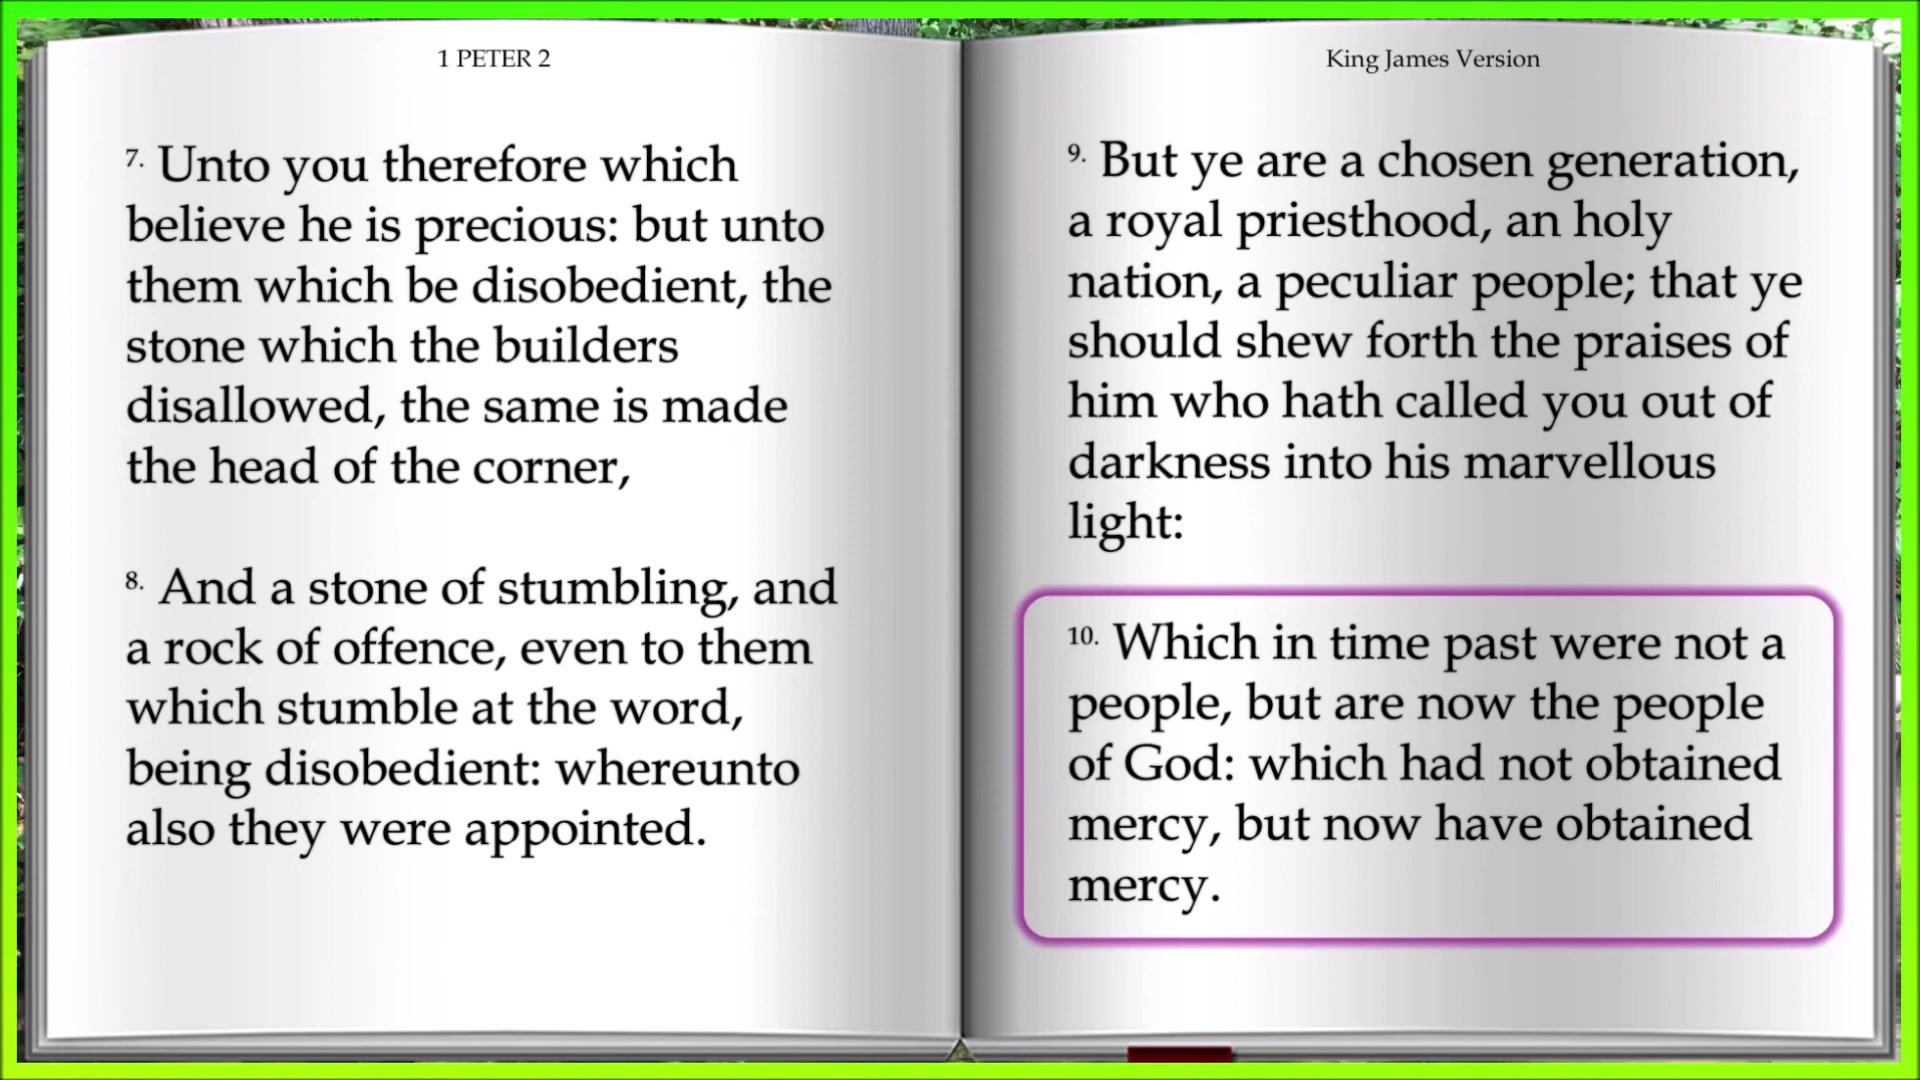 1 PETER 2
7. Unto you therefore which
believe he is precious: but unto
them which be disobedient, the
stone which the builders
disallowed, the same is made
the head of the corner,
8. And a stone of stumbling, and
a rock of offence, even to them
which stumble at the word,
being disobedient: whereunto
also they were appointed.
King James Version
9. But ye are a chosen generation,
a royal priesthood, an holy
nation, a peculiar people; that ye
should shew forth the praises of
him who hath called you out of
darkness into his marvellous
light:
10. Which in time past were not a
people, but are now the people
of God: which had not obtained
mercy, but now have obtained
mercy.